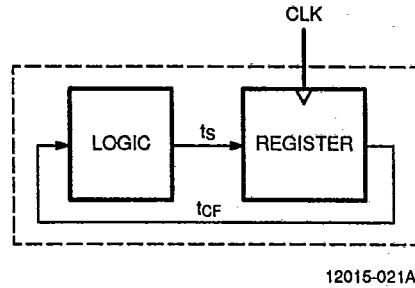 CLK
LOGIC
tS
REGISTER
tCF
12015-021A